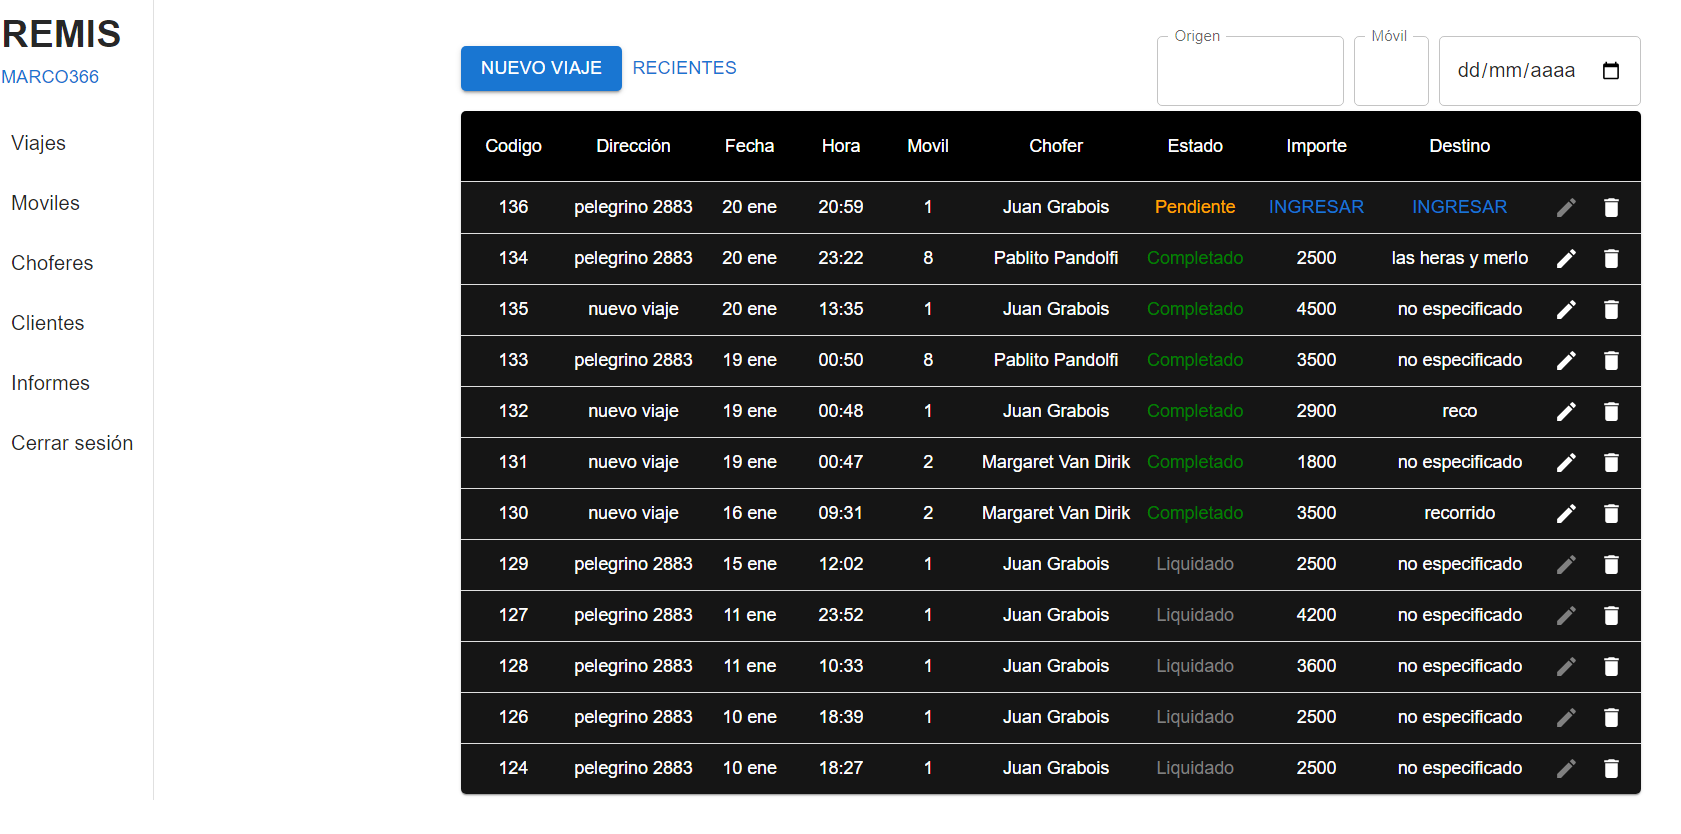 REMIS
MARCO366
Viajes
Moviles
Choferes
Clientes
Informes
Cerrar sesión
NUEVO VIAJE RECIENTES
Origen Móvil dd/mm/aaaa
Codigo Dirección Fecha Hora Movil Chofer Estado Importe Destino
136 pelegrino 2883 20 ene 20:59 1 Juan Grabois Pendiente INGRESAR INGRESAR
134 pelegrino 2883 20 ene 23:22 8 Pablito Pandolfi Completado 2500 las heras y merlo
135 nuevo viaje 20 ene 13:35 1 Juan Grabois Completado 4500 no especificado
133 pelegrino 2883 19 ene 00:50 8 Pablito Pandolfi Completado 3500 no especificado
132 nuevo viaje 19 ene 00:48 1 Juan Grabois Completado 2900 reco
131 nuevo viaje 19 ene 00:47 2 Margaret Van Dirik Completado 1800 no especificado
130 nuevo viaje 16 ene 09:31 2 Margaret Van Dirik Completado 3500 recorrido
129 pelegrino 2883 15 ene 12:02 1 Juan Grabois Liquidado 2500 no especificado
127 pelegrino 2883 11 ene 23:52 1 Juan Grabois Liquidado 4200 no especificado
128 pelegrino 2883 11 ene 10:33 1 Juan Grabois Liquidado 3600 no especificado
126 pelegrino 2883 10 ene 18:39 1 Juan Grabois Liquidado 2500 no especificado
124 pelegrino 2883 10 ene 18:27 1 Juan Grabois Liquidado 2500 no especificado